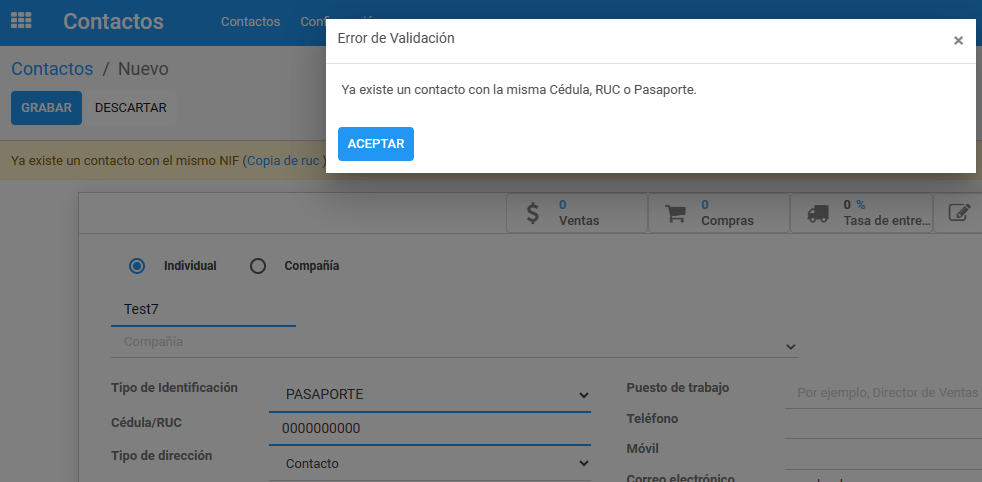 Contactos Contactos
Error de Validación ×
Contactos / Nuevo
Ya existe un contacto con la misma Cédula, RUC o Pasaporte.
GRABAR DESCARTAR
ACEPTAR
Ya existe un contacto con el mismo NIF (Copia de ruc )
0 Ventas
0 Compras
0 % Tasa de entre...
Individual Compañía
Test7
Compañía
Tipo de Identificación PASAPORTE
Puesto de trabajo Por ejemplo, Director de Ventas
Cédula/RUC 0000000000
Teléfono
Tipo de dirección Contacto
Móvil
Correo electrónico